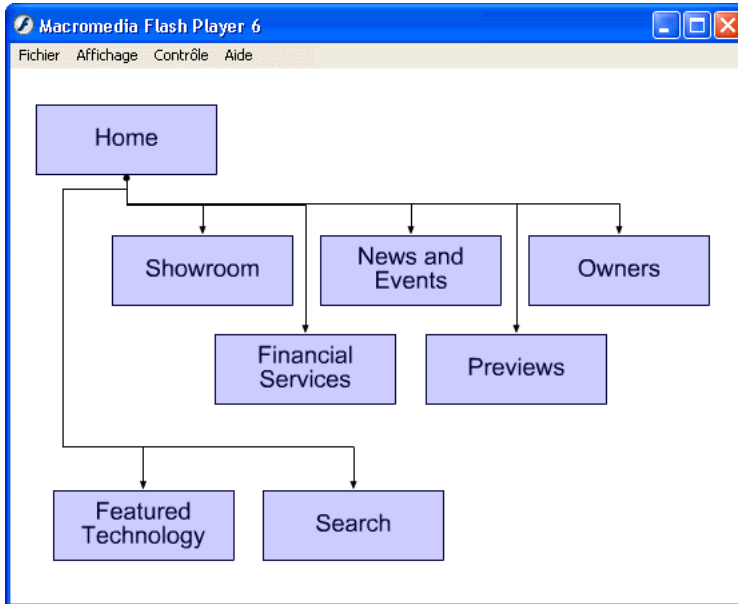 Macromedia Flash Player 6
Fichier Affichage Contrôle Aide
Home
Showroom
News and
Events
Owners
Financial
Services
Previews
Featured
Technology
Search